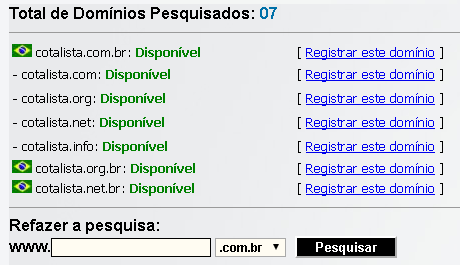 Total de Domínios Pesquisados: 07
cotalista.com.br: Disponível [ Registrar este domínio ]
- cotalista.com: Disponível [ Registrar este domínio ]
- cotalista.org: Disponível [ Registrar este domínio ]
- cotalista.net: Disponível [ Registrar este domínio ]
- cotalista.info: Disponível [ Registrar este domínio ]
cotalista.org.br: Disponível [ Registrar este domínio ]
cotalista.net.br: Disponível [ Registrar este domínio ]
Refazer a pesquisa:
www. .com.br Pesquisar